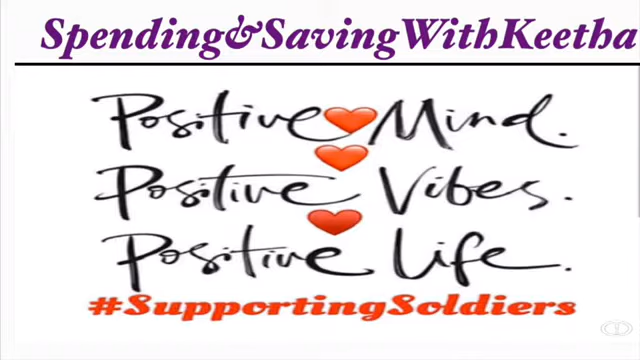 Spending&SavingWithKeetha
Positive Mind.
Positive Vibes.
Positive Life.
#SupportingSoldiers